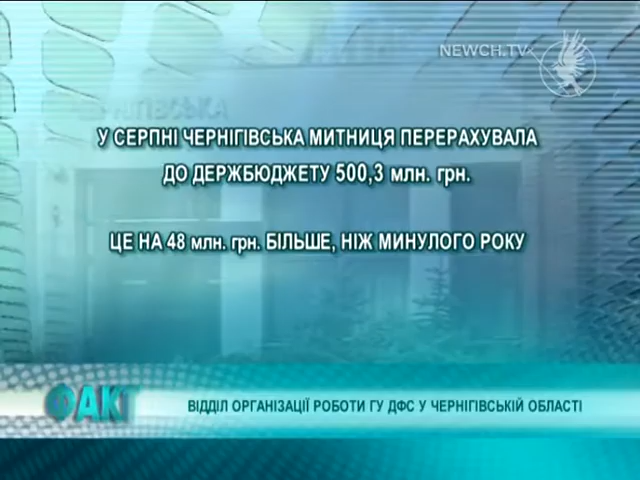 NEWCH.TV
У СЕРПНІ ЧЕРНІГІВСЬКА МИТНИЦЯ ПЕРЕРАХУВАЛА
ДО ДЕРЖБЮДЖЕТУ 500,3 млн. грн.
ЦЕ НА 48 млн. грн. БІЛЬШЕ, НІЖ МИНУЛОГО РОКУ
ФАКТ
ВІДДІЛ ОРГАНІЗАЦІЇ РОБОТИ ГУ ДФС У ЧЕРНІГІВСЬКІЙ ОБЛАСТІ